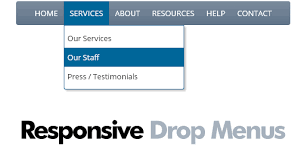 HOME SERVICES ABOUT RESOURCES HELP CONTACT
Our Services
Our Staff
Press / Testimonials
Responsive Drop Menus